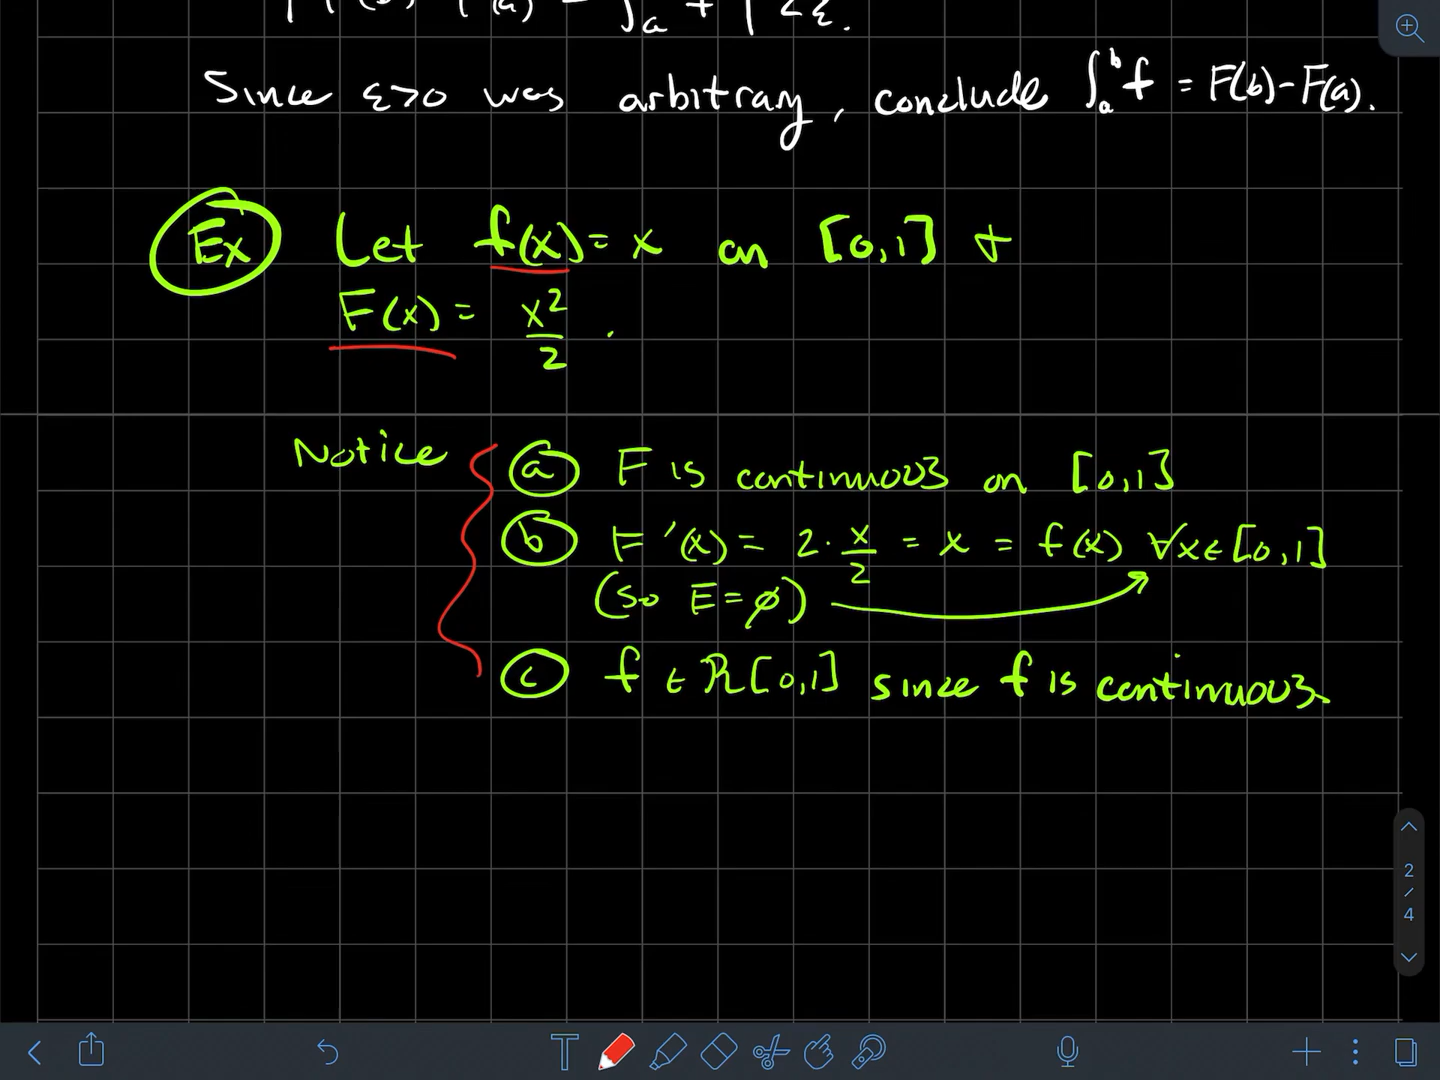 (a) - ∫a f < ε.
Since ε>0 was arbitrary, conclude ∫a^b f = F(b)-F(a).
Ex Let f(x) = x on [0,1] +
F(x) = x²/2 .
Notice
(a) F is continuous on [0,1]
(b) F'(x) = 2·x/2 = x = f(x) ∀x∈[0,1]
(so E=∅)
(c) f ∈ R[0,1] since f is continuous.
2
/
4
T